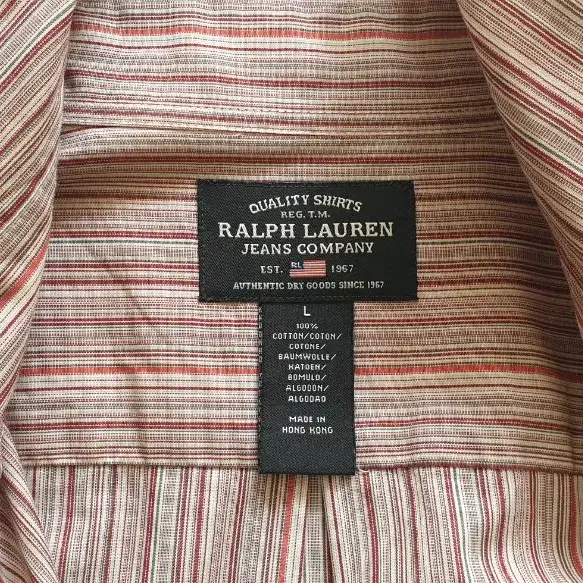 QUALITY SHIRTS
REG. T.M.
RALPH LAUREN
JEANS COMPANY
EST. RL 1967
AUTHENTIC DRY GOODS SINCE 1967
L
100%
COTTON/COTON/
COTONE/
BAUMWOLLE/
KATOEN/
BOMULD/
ALGODON/
ALGODAO
MADE IN
HONG KONG